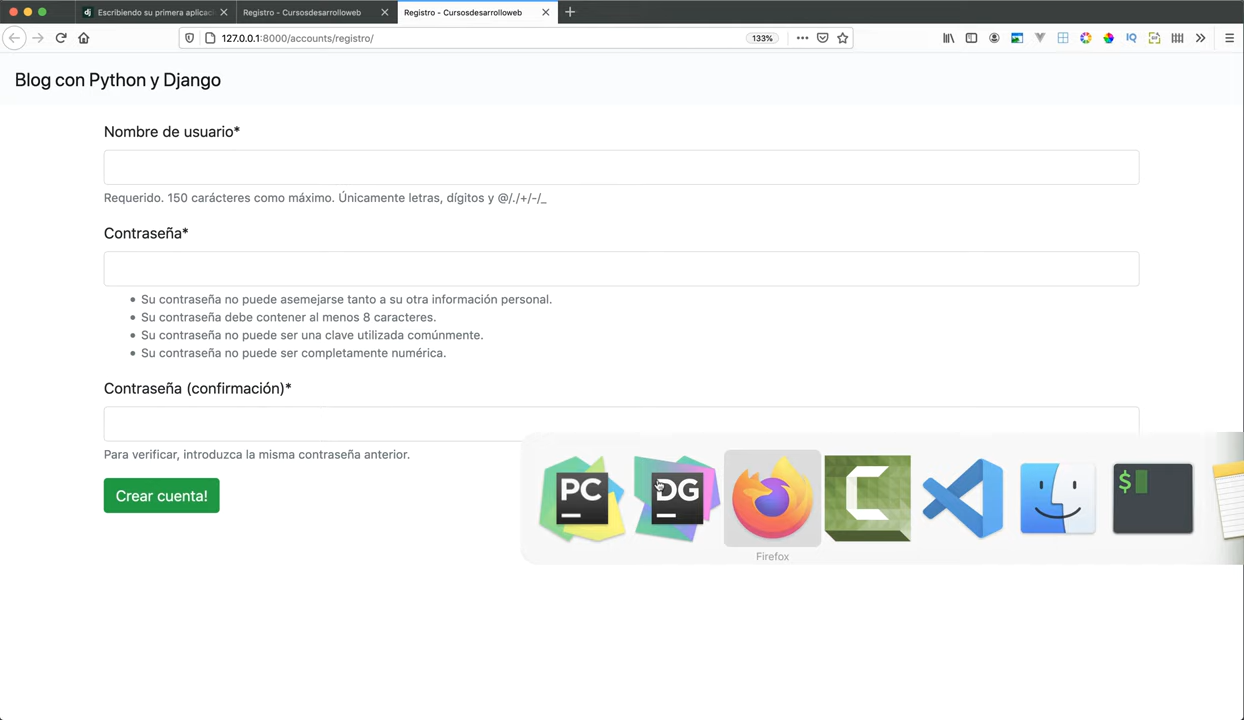 Escribiendo su primera aplicac
Registro - Cursosdesarrolloweb
Registro - Cursosdesarrolloweb
127.0.0.1:8000/accounts/registro/
133%
IQ
Blog con Python y Django
Nombre de usuario*
Requerido. 150 carácteres como máximo. Únicamente letras, dígitos y @/./+/-/_
Contraseña*
Su contraseña no puede asemejarse tanto a su otra información personal.
Su contraseña debe contener al menos 8 caracteres.
Su contraseña no puede ser una clave utilizada comúnmente.
Su contraseña no puede ser completamente numérica.
Contraseña (confirmación)*
Para verificar, introduzca la misma contraseña anterior.
Crear cuenta!
PC
DG
$
Firefox